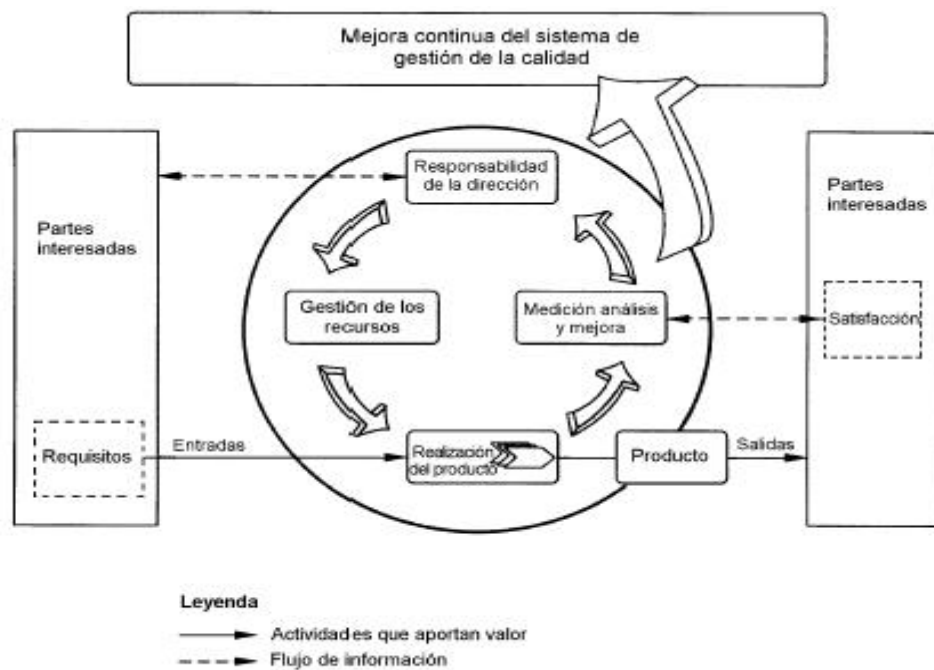 Mejora continua del sistema de
gestión de la calidad
Responsabilidad
de la dirección
Partes
interesadas
Partes
interesadas
Gestión de los
recursos
Medición análisis
y mejora
Satisfacción
Requisitos
Entradas
Realización
del producto
Producto
Salidas
Leyenda
Actividades que aportan valor
Flujo de información